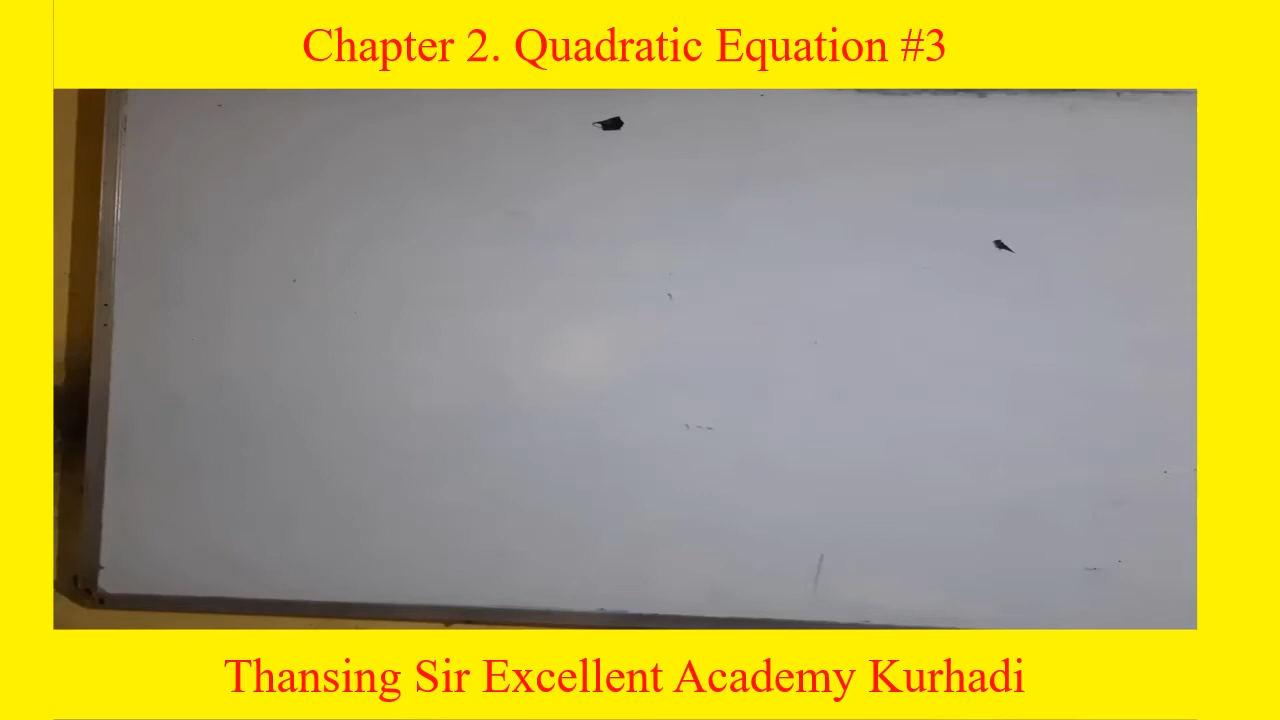 Chapter 2. Quadratic Equation #3
Thansing Sir Excellent Academy Kurhadi